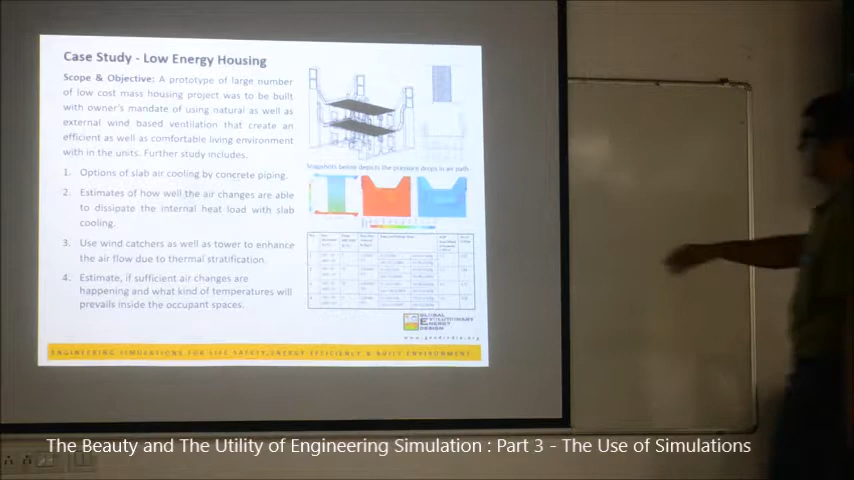 Case Study - Low Energy Housing
Scope & Objective: A prototype of large number
of low cost mass housing project was to be built
with owner's mandate of using natural as well as
external wind based ventilation that create an
efficient as well as comfortable living environment
with in the units. Further study includes.
1. Options of slab air cooling by concrete piping.
2. Estimates of how well the air changes are able
to dissipate the internal heat load with slab
cooling.
3. Use wind catchers as well as tower to enhance
the air flow due to thermal stratification.
4. Estimate, if sufficient air changes are
happening and what kind of temperatures will
prevails inside the occupant spaces.
Snapshots below depicts the pressure drops in air path
GLOBAL
EVOLUTIONARY
ENERGY
DESIGN
www.geedindia.org
ENGINEERING SIMULATIONS FOR LIFE SAFETY, ENERGY EFFICIENCY & BUILT ENVIRONMENT
The Beauty and The Utility of Engineering Simulation : Part 3 - The Use of Simulations